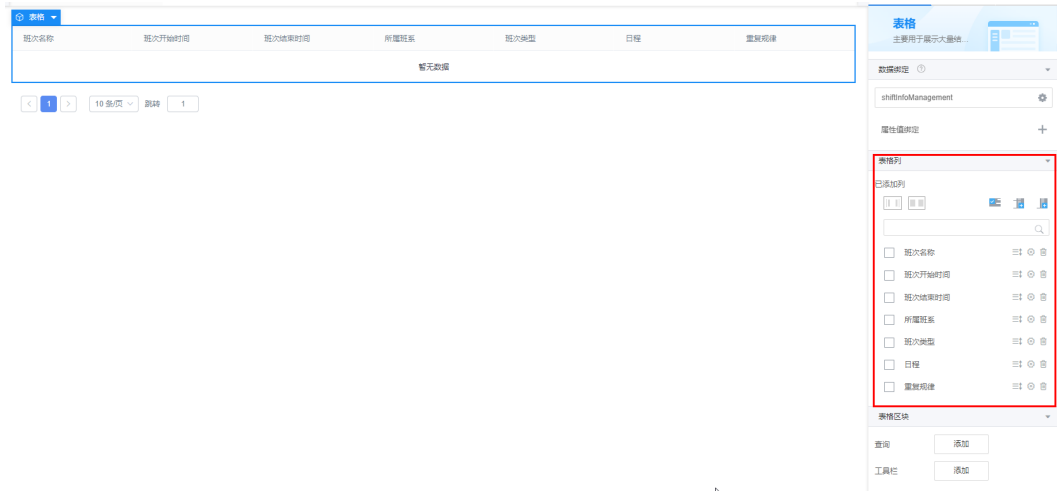 表格
班次名称 班次开始时间 班次结束时间 所属班系 班次类型 日程 重复规律
暂无数据
< 1 > 10 条/页 跳转 1
表格
主要用于展示大量结...
数据绑定
shiftInfoManagement
属性值绑定
表格列
已添加列
班次名称
班次开始时间
班次结束时间
所属班系
班次类型
日程
重复规律
表格区块
查询 添加
工具栏 添加